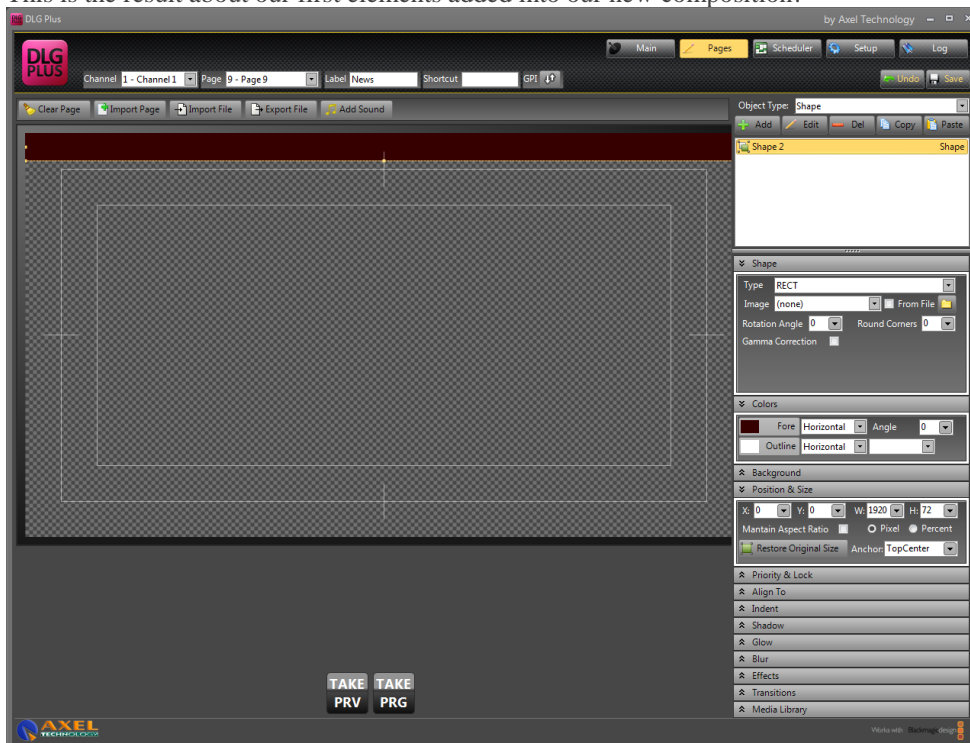 This is the result about our first elements added into our new composition:
DLG Plus
by Axel Technology
DLG PLUS
Main Pages Scheduler Setup Log
Channel 1 - Channel 1 Page 9 - Page 9 Label News Shortcut GPI Undo Save
Clear Page Import Page Import File Export File Add Sound
Object Type: Shape
Add Edit Del Copy Paste
Shape 2 Shape
Shape
Type RECT
Image (none) From File
Rotation Angle 0 Round Corners 0
Gamma Correction
Colors
Fore Horizontal Angle 0
Outline Horizontal
Background
Position & Size
X: 0 Y: 0 W: 1920 H: 72
Mantain Aspect Ratio Pixel Percent
Restore Original Size Anchor: TopCenter
Priority & Lock
Align To
Indent
Shadow
Glow
Blur
Effects
Transitions
Media Library
TAKE PRV
TAKE PRG
AXEL TECHNOLOGY
Works with Blackmagicdesign